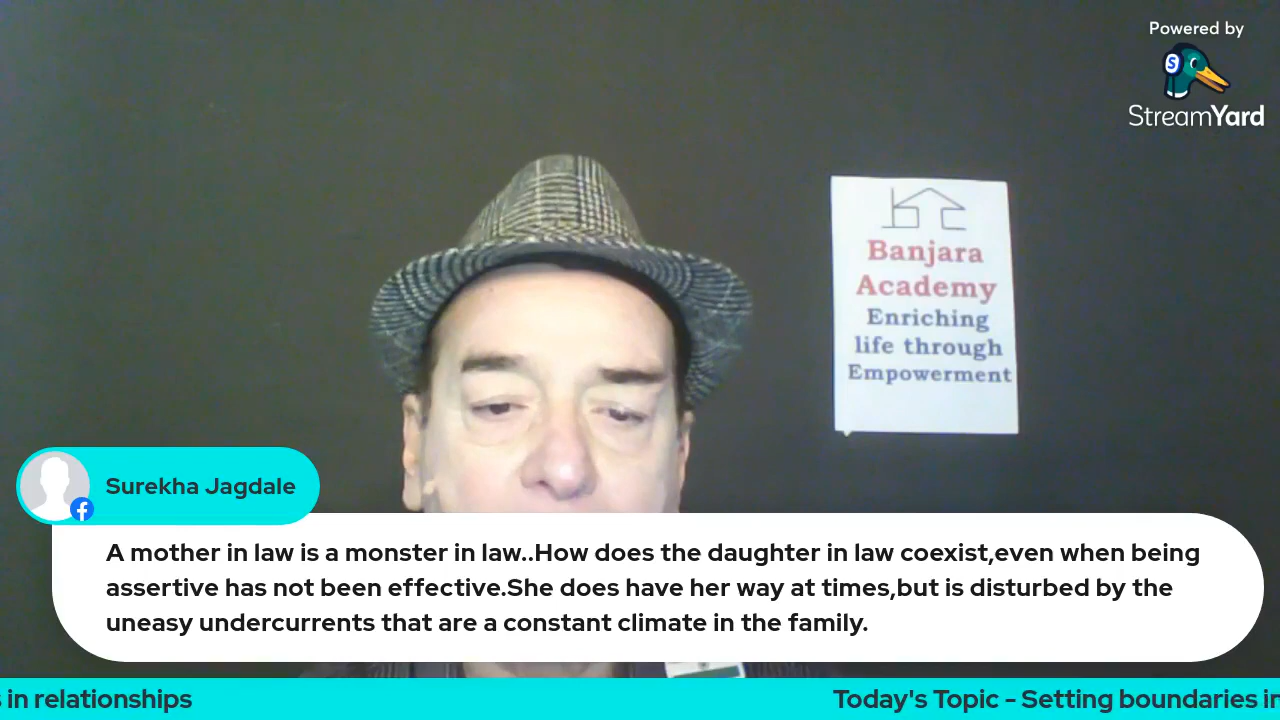 Powered by
S
StreamYard
Banjara
Academy
Enriching
life through
Empowerment
Surekha Jagdale
A mother in law is a monster in law..How does the daughter in law coexist,even when being
assertive has not been effective.She does have her way at times,but is disturbed by the
uneasy undercurrents that are a constant climate in the family.
in relationships
Today's Topic - Setting boundaries in